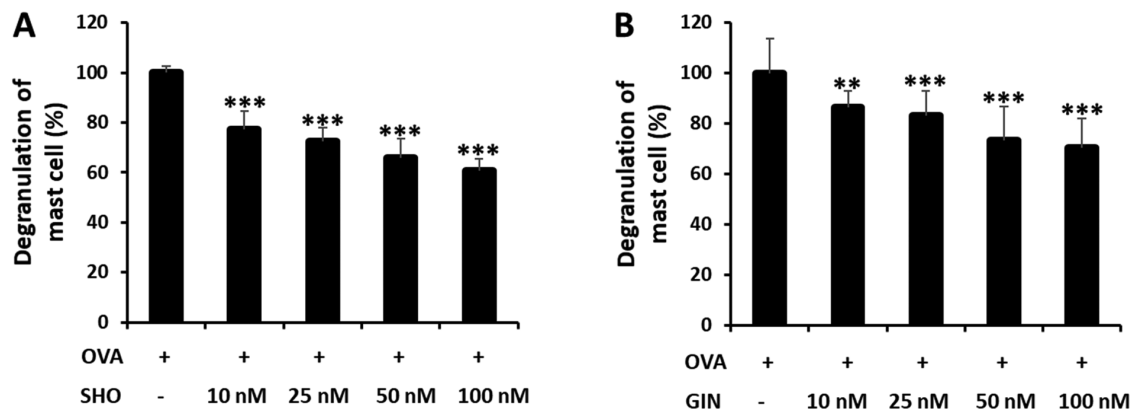 A
Degranulation of
mast cell (%)
120
100
80
60
40
20
0
*** *** *** ***
OVA + + + + +
SHO - 10 nM 25 nM 50 nM 100 nM
B
Degranulation of
mast cell (%)
120
100
80
60
40
20
0
** *** *** ***
OVA + + + + +
GIN - 10 nM 25 nM 50 nM 100 nM